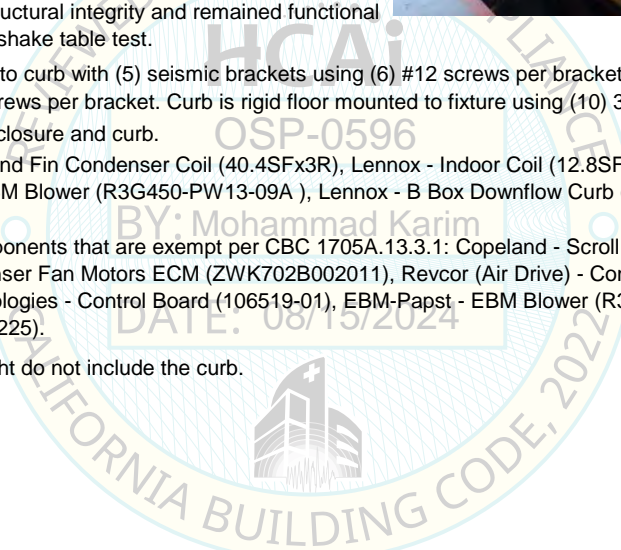 uctural integrity and remained functional
shake table test.
to curb with (5) seismic brackets using (6) #12 screws per bracket
rews per bracket. Curb is rigid floor mounted to fixture using (10) 3
closure and curb.
nd Fin Condenser Coil (40.4SFx3R), Lennox - Indoor Coil (12.8SF
M Blower (R3G450-PW13-09A ), Lennox - B Box Downflow Curb
onents that are exempt per CBC 1705A.13.3.1: Copeland - Scroll
nser Fan Motors ECM (ZWK702B002011), Revcor (Air Drive) - Con
ologies - Control Board (106519-01), EBM-Papst - EBM Blower (R3
225).
ht do not include the curb.
HCAi
OSP-0596
BY: Mohammad Karim
DATE: 08/15/2024
CALIFORNIA BUILDING CODE, 2022